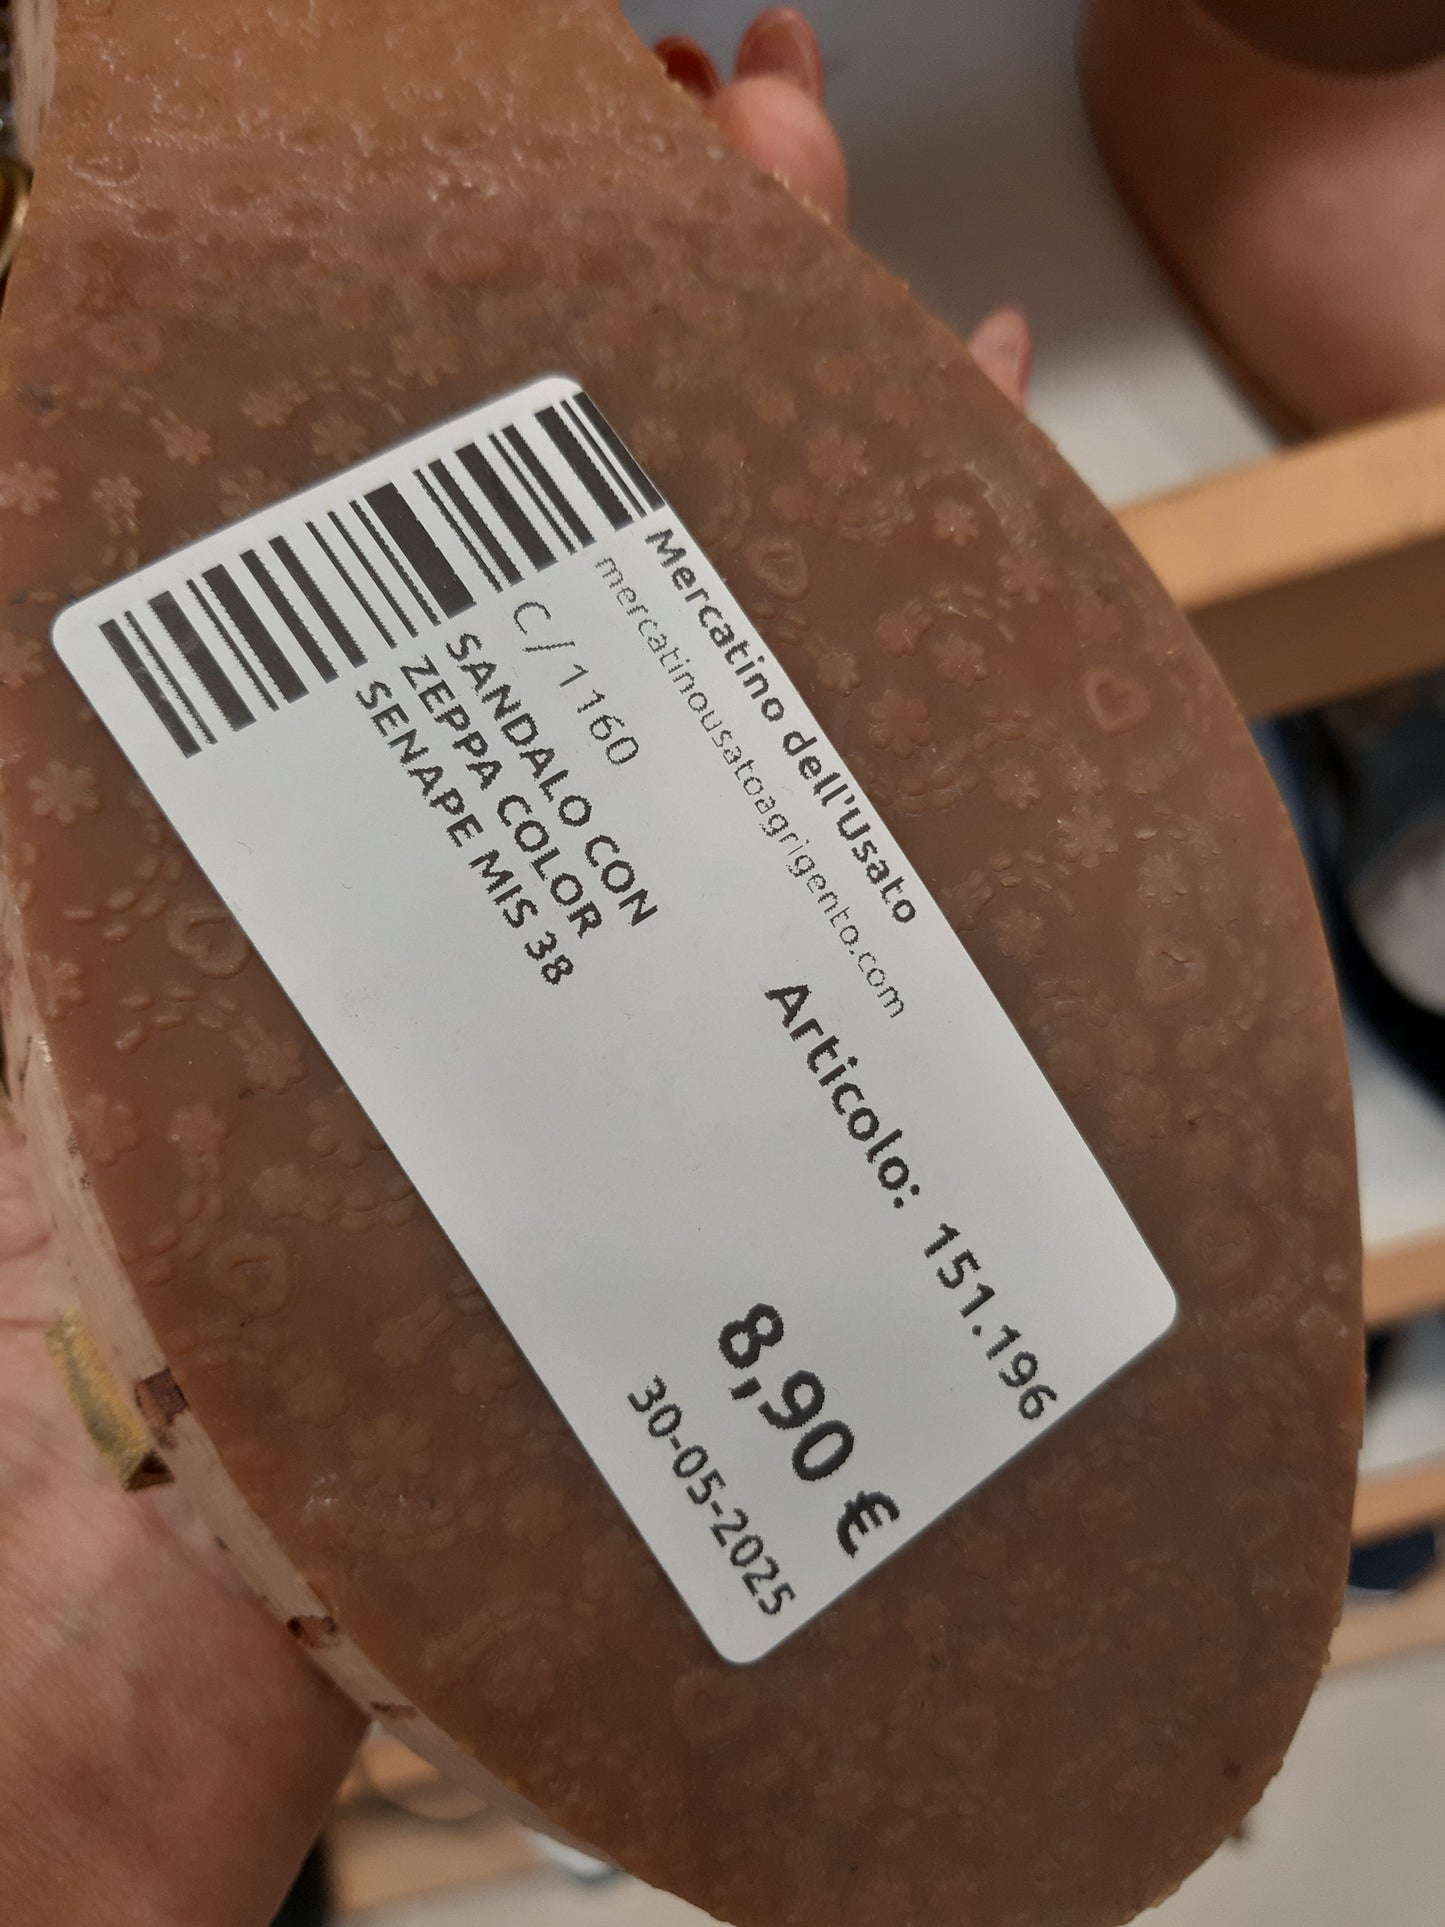 Mercatino dell'Usato
mercatinousatoagrigento.com
Articolo: 151.196
C/1160
SANDALO CON
ZEPPA COLOR
SENAPE MIS 38
8,90 €
30-05-2025